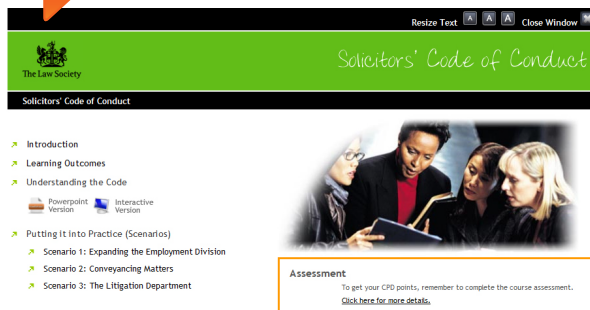 Resize Text A A A Close Window
The Law Society
Solicitors' Code of Conduct
Solicitors' Code of Conduct
Introduction
Learning Outcomes
Understanding the Code
Powerpoint Version
Interactive Version
Putting it into Practice (Scenarios)
Scenario 1: Expanding the Employment Division
Scenario 2: Conveyancing Matters
Scenario 3: The Litigation Department
Assessment
To get your CPD points, remember to complete the course assessment.
Click here for more details.